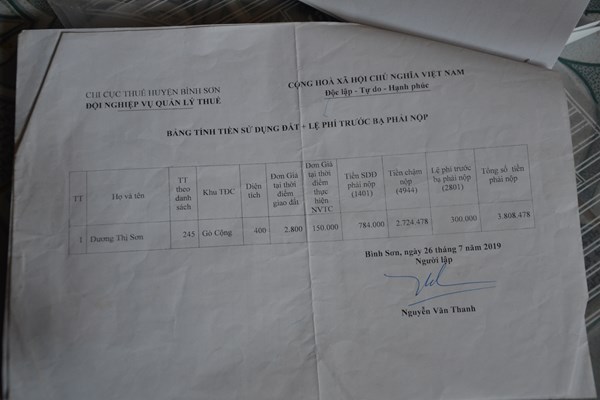 CHI CỤC THUẾ HUYỆN BÌNH SƠN
ĐỘI NGHIỆP VỤ QUẢN LÝ THUẾ
CỘNG HOÀ XÃ HỘI CHỦ NGHĨA VIỆT NAM
Độc lập - Tự do - Hạnh phúc
BẢNG TÍNH TIỀN SỬ DỤNG ĐẤT + LỆ PHÍ TRƯỚC BẠ PHẢI NỘP
TT
Họ và tên
TT
theo
danh
sách
Khu TĐC
Diện
tích
Đơn Giá
tại thời
điểm
giao đất
Đơn Giá
tại thời
điểm
thực
hiện
NVTC
Tiền SDĐ
phải nộp
(1401)
Tiền chậm
nộp
(4944)
Lệ phí trước
bạ phải nộp
(2801)
Tổng số tiền
phải nộp
1 Dương Thị Sơn 245 Gò Cộng 400 2.800 150.000 784.000 2.724.478 300.000 3.808.478
Bình Sơn, ngày 26 tháng 7 năm 2019
Người lập
Nguyễn Văn Thanh